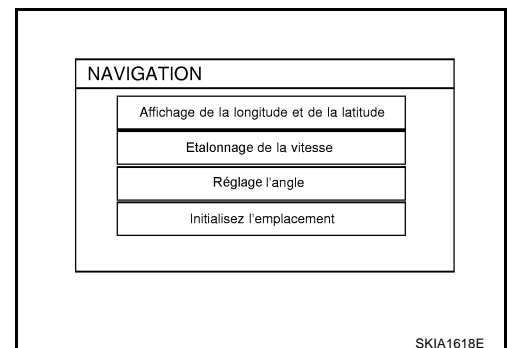 NAVIGATION
Affichage de la longitude et de la latitude
Etalonnage de la vitesse
Réglage l'angle
Initialisez l'emplacement
SKIA1618E